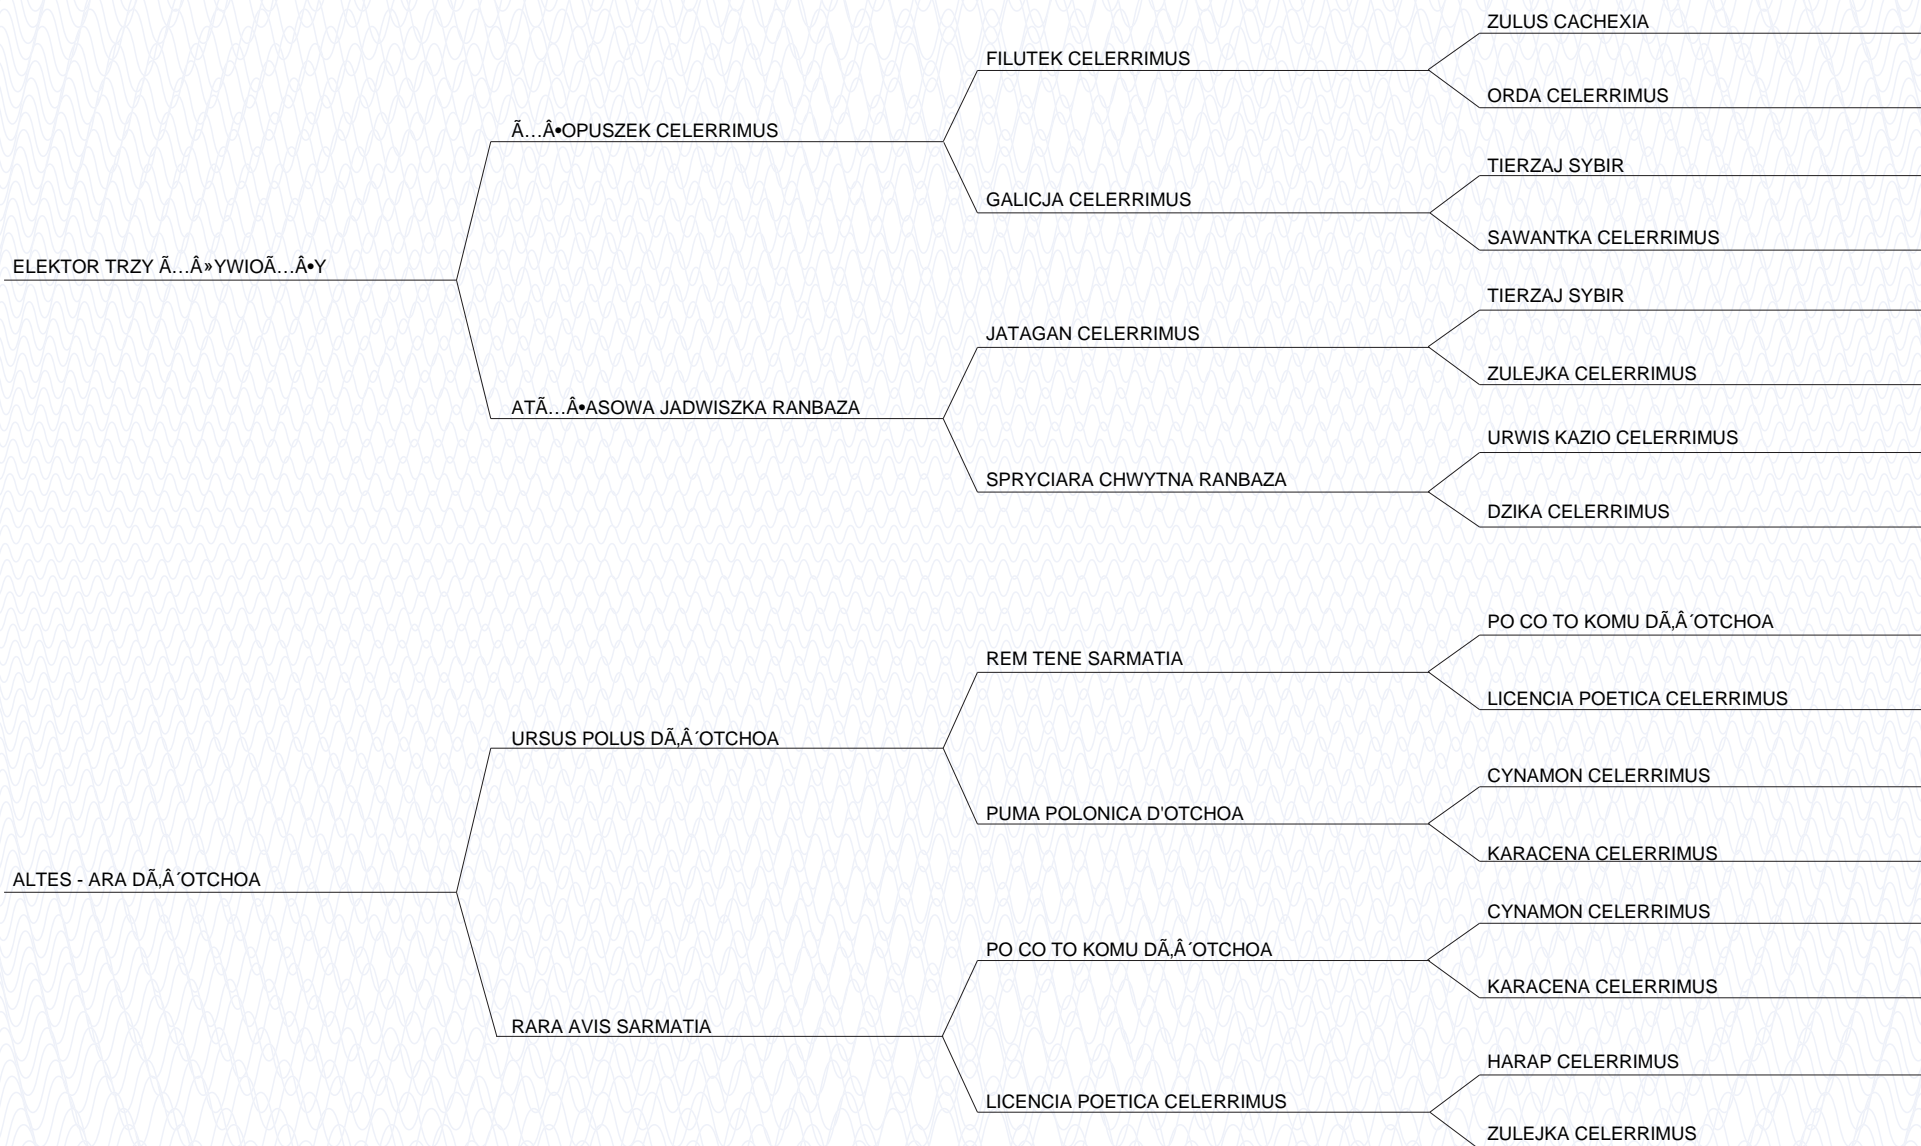 ZULUS CACHEXIA
FILUTEK CELERRIMUS
ORDA CELERRIMUS
Ã…Â•OPUSZEK CELERRIMUS
TIERZAJ SYBIR
GALICJA CELERRIMUS
SAWANTKA CELERRIMUS
ELEKTOR TRZY Ã…Â»YWIOÃ…Â•Y
TIERZAJ SYBIR
JATAGAN CELERRIMUS
ZULEJKA CELERRIMUS
ATÃ…Â•ASOWA JADWISZKA RANBAZA
URWIS KAZIO CELERRIMUS
SPRYCIARA CHWYTNA RANBAZA
DZIKA CELERRIMUS
PO CO TO KOMU DÃ‚Â´OTCHOA
REM TENE SARMATIA
LICENCIA POETICA CELERRIMUS
URSUS POLUS DÃ‚Â´OTCHOA
CYNAMON CELERRIMUS
PUMA POLONICA D'OTCHOA
KARACENA CELERRIMUS
ALTES - ARA DÃ‚Â´OTCHOA
CYNAMON CELERRIMUS
PO CO TO KOMU DÃ‚Â´OTCHOA
KARACENA CELERRIMUS
RARA AVIS SARMATIA
HARAP CELERRIMUS
LICENCIA POETICA CELERRIMUS
ZULEJKA CELERRIMUS